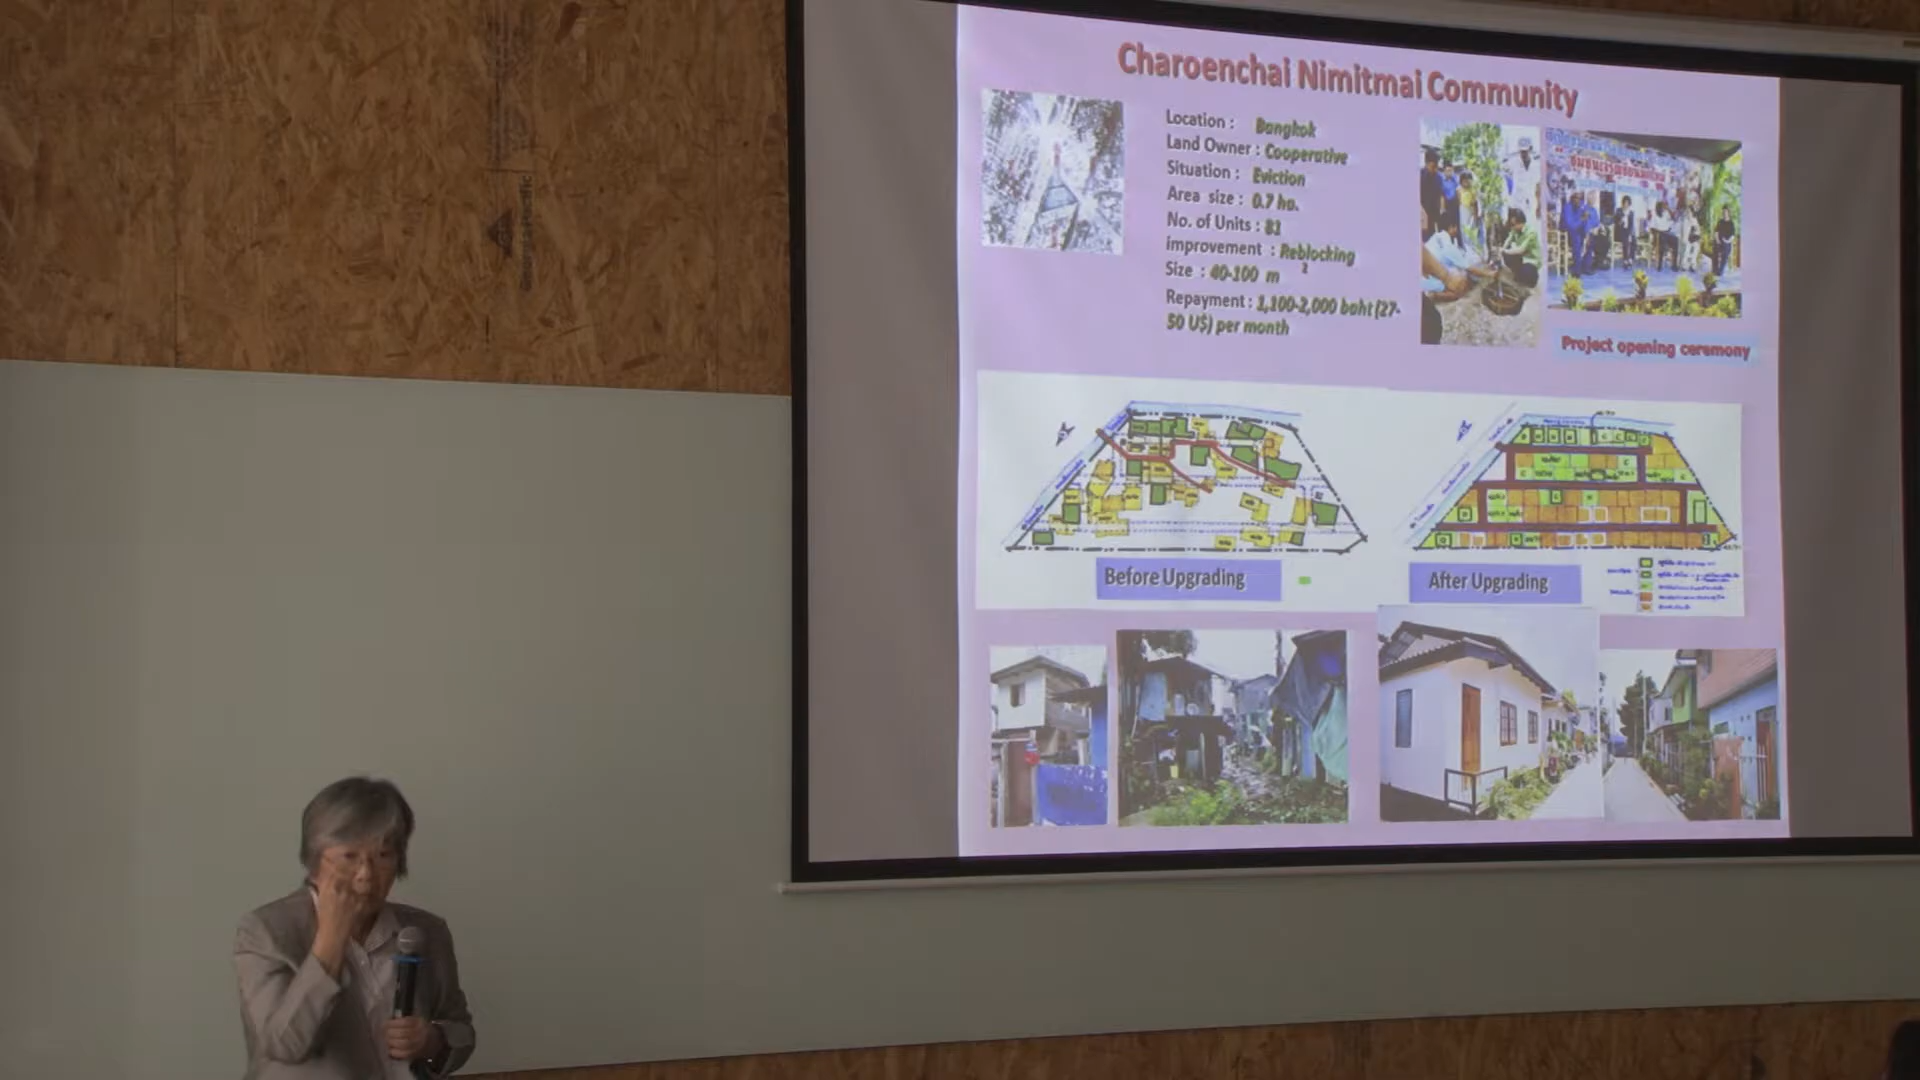 Charoenchai Nimitmai Community
Location : Bangkok
Land Owner : Cooperative
Situation : Eviction
Area size : 0.7 ha.
No. of Units : 81
improvement : Reblocking
Size : 40-100 m²
Repayment : 1,100-2,000 baht (27-
50 U$) per month
Project opening ceremony
Before Upgrading
After Upgrading